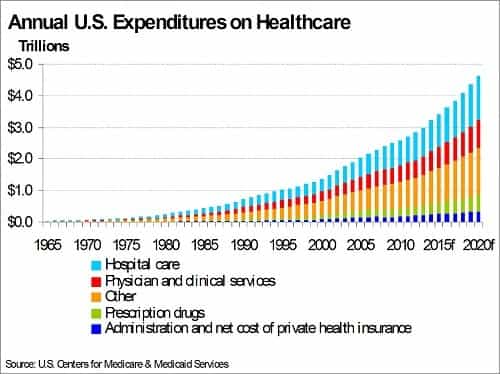 Annual U.S. Expenditures on Healthcare
Trillions
$5.0
$4.0
$3.0
$2.0
$1.0
$0.0
1965 1970 1975 1980 1985 1990 1995 2000 2005 2010 2015 2020f
Hospital care
Physician and clinical services
Other
Prescription drugs
Administration and net cost of private health insurance
Source: U.S. Centers for Medicare & Medicaid Services